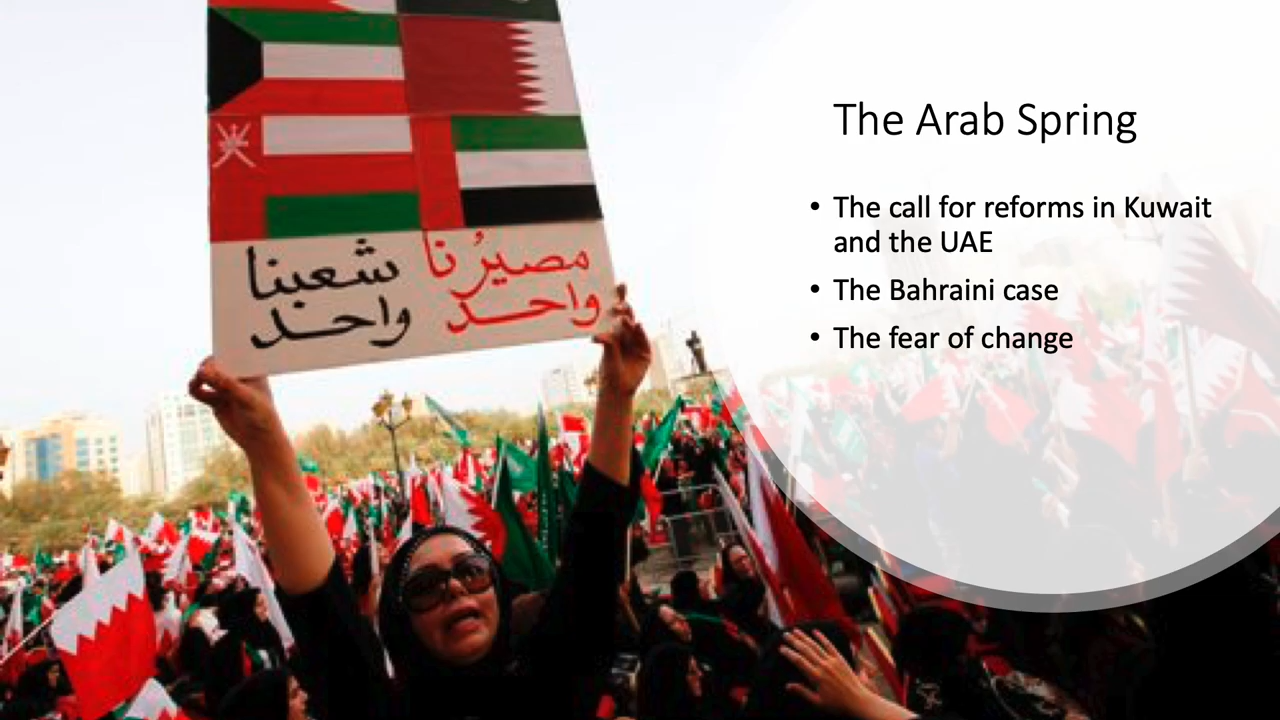 مصيرُنا
واحد
شعبنا
واحد
The Arab Spring
• The call for reforms in Kuwait
and the UAE
• The Bahraini case
• The fear of change